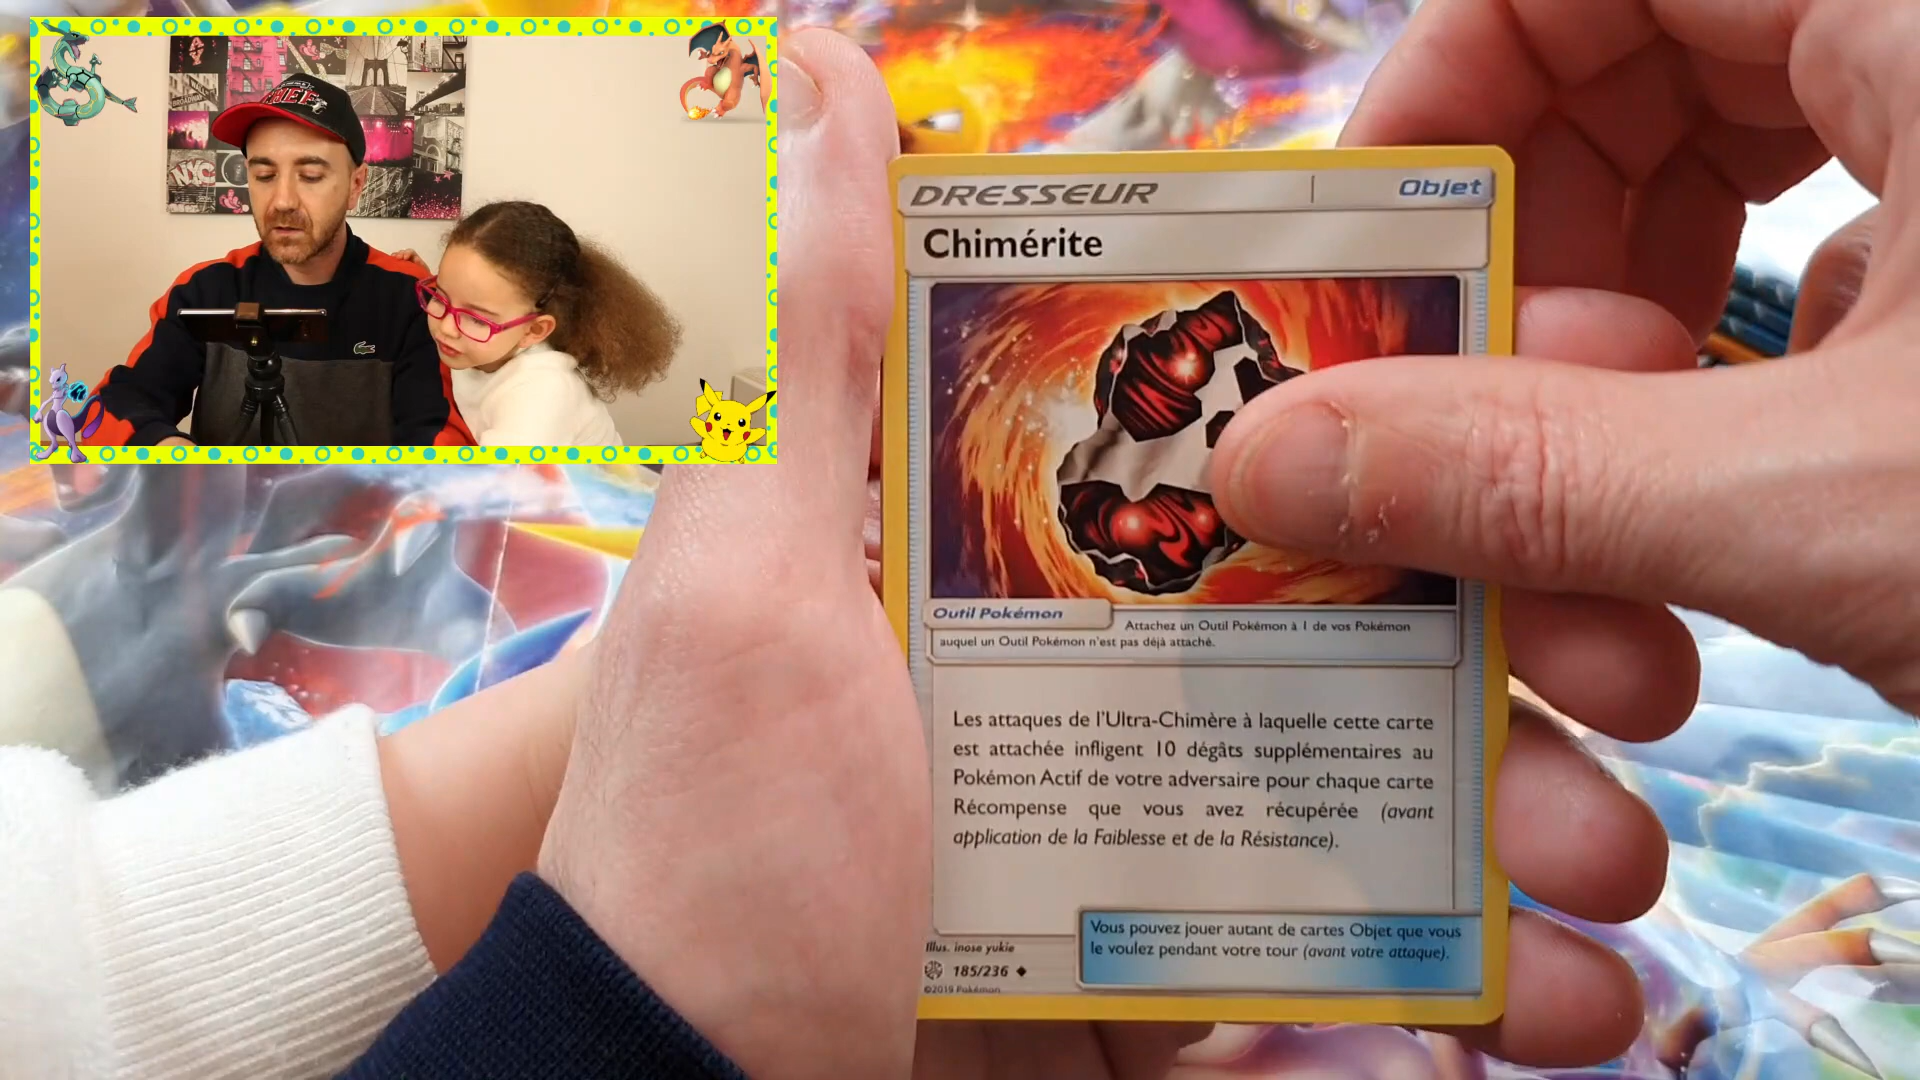 NYC
BROADWAY
DRESSEUR
Objet
Chimérite
Outil Pokémon
Attachez un Outil Pokémon à 1 de vos Pokémon
auquel un Outil Pokémon n'est pas déjà attaché.
Les attaques de l'Ultra-Chimère à laquelle cette carte
est attachée infligent 10 dégâts supplémentaires au
Pokémon Actif de votre adversaire pour chaque carte
Récompense que vous avez récupérée (avant
application de la Faiblesse et de la Résistance).
Vous pouvez jouer autant de cartes Objet que vous
le voulez pendant votre tour (avant votre attaque).
Illus. inose yukie
185/236
©2019 Pokémon